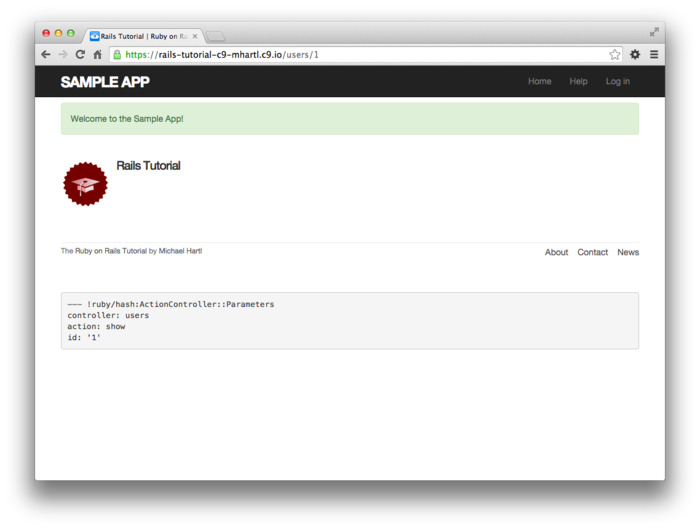 Rails Tutorial | Ruby on Ra
https://rails-tutorial-c9-mhartl.c9.io/users/1
SAMPLE APP
Home Help Log in
Welcome to the Sample App!
Rails Tutorial
The Ruby on Rails Tutorial by Michael Hartl
About Contact News
--- !ruby/hash:ActionController::Parameters
controller: users
action: show
id: '1'